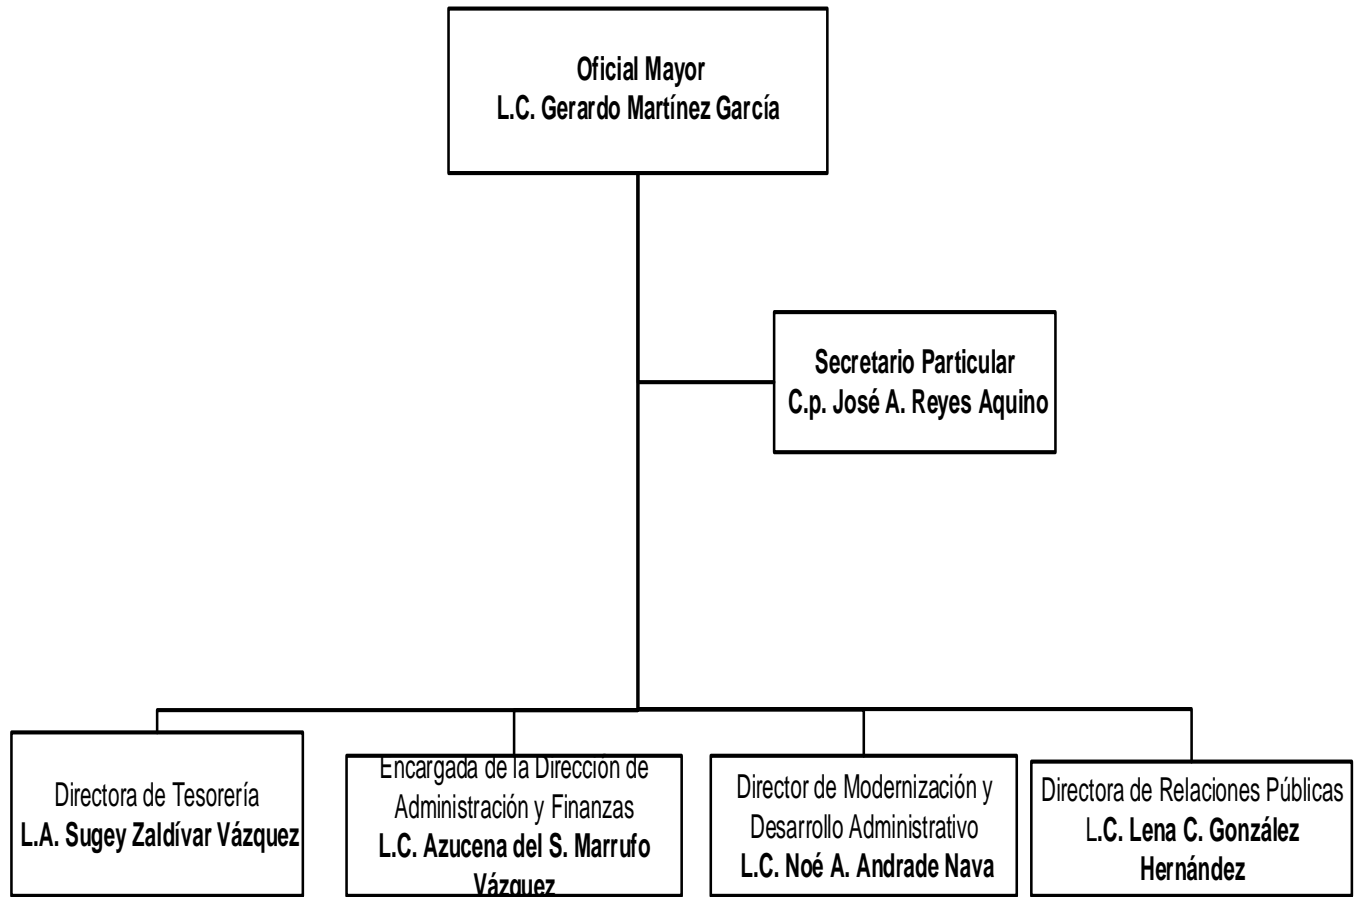 Oficial Mayor
L.C. Gerardo Martínez García
Secretario Particular
C.p. José A. Reyes Aquino
Directora de Tesorería
L.A. Sugey Zaldívar Vázquez
Encargada de la Dirección de
Administración y Finanzas
L.C. Azucena del S. Marrufo
Vázquez
Director de Modernización y
Desarrollo Administrativo
L.C. Noé A. Andrade Nava
Directora de Relaciones Públicas
L.C. Lena C. González
Hernández